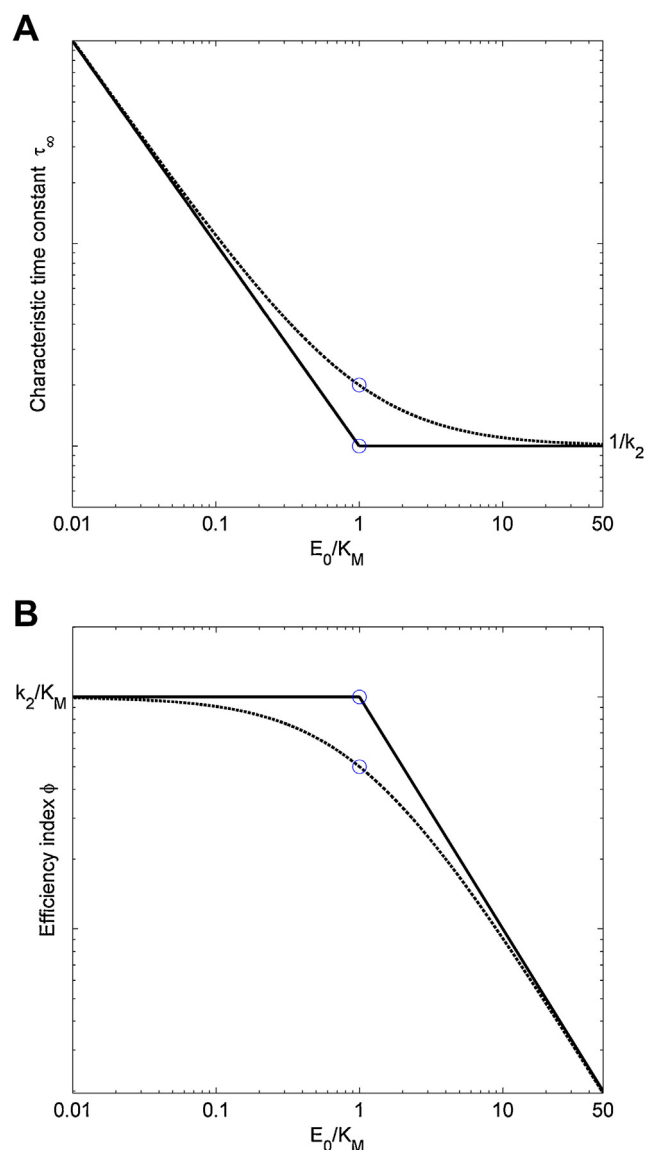 A
Characteristic time constant τ∞
1/k2
0.01 0.1 1 10 50
E0/KM
B
k2/KM
Efficiency index ϕ
0.01 0.1 1 10 50
E0/KM